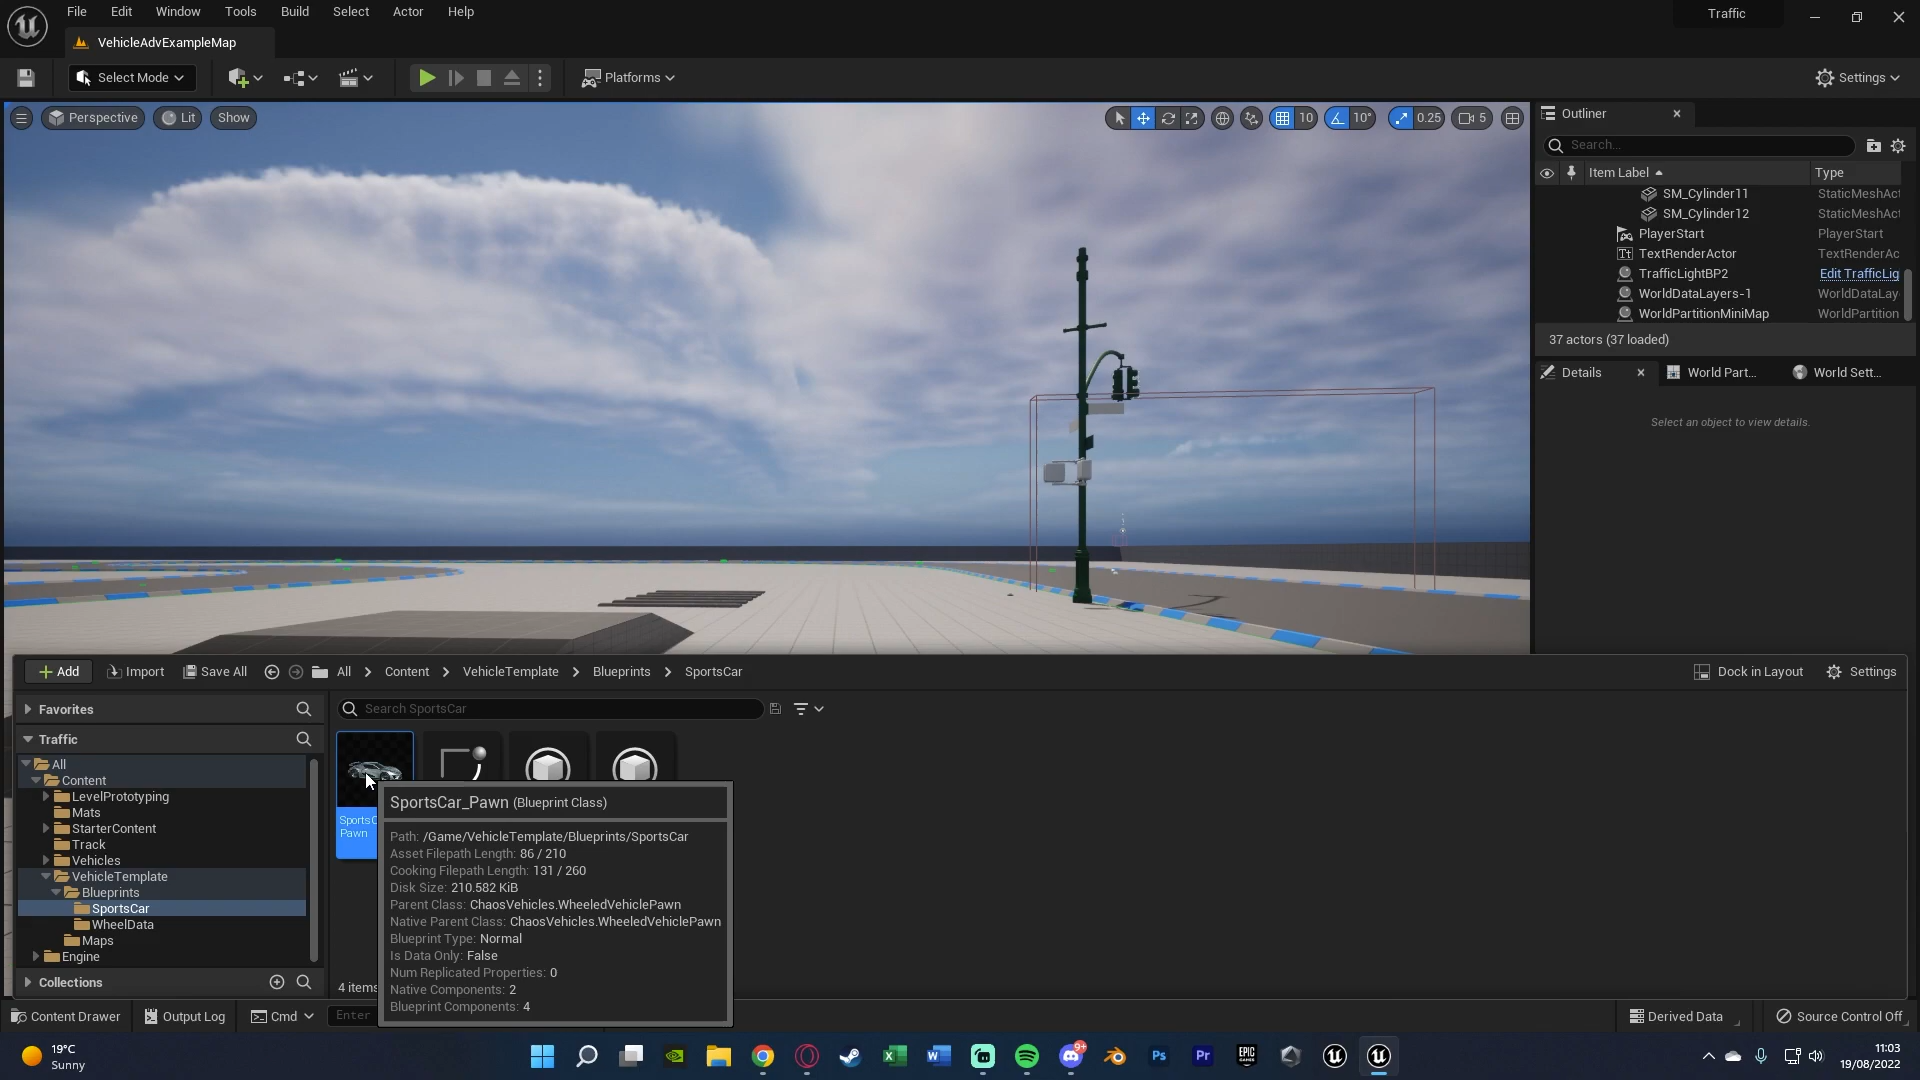 File Edit Window Tools Build Select Actor Help
Traffic
VehicleAdvExampleMap
Select Mode
Platforms
Settings
Perspective
Lit
Show
10
10°
0.25
5
Outliner
Search...
Item Label
Type
SM_Cylinder11 StaticMeshAct
SM_Cylinder12 StaticMeshAct
PlayerStart PlayerStart
TextRenderActor TextRenderAc
TrafficLightBP2 Edit TrafficLig
WorldDataLayers-1 WorldDataLay
WorldPartitionMiniMap WorldPartition
37 actors (37 loaded)
Details
World Part...
World Sett...
Select an object to view details.
Add
Import
Save All
All
Content
VehicleTemplate
Blueprints
SportsCar
Dock in Layout
Settings
Favorites
Search SportsCar
Traffic
All
Content
LevelPrototyping
Mats
StarterContent
Track
Vehicles
VehicleTemplate
Blueprints
SportsCar
WheelData
Maps
Engine
Collections
SportsC
Pawn
4 items
SportsCar_Pawn (Blueprint Class)
Path: /Game/VehicleTemplate/Blueprints/SportsCar
Asset Filepath Length: 86 / 210
Cooking Filepath Length: 131 / 260
Disk Size: 210.582 KiB
Parent Class: ChaosVehicles.WheeledVehiclePawn
Native Parent Class: ChaosVehicles.WheeledVehiclePawn
Blueprint Type: Normal
Is Data Only: False
Num Replicated Properties: 0
Native Components: 2
Blueprint Components: 4
Content Drawer
Output Log
Cmd
Enter
Derived Data
Source Control Off
19°C
Sunny
9+
Ps
Pr
EPIC
GAMES
11:03
19/08/2022